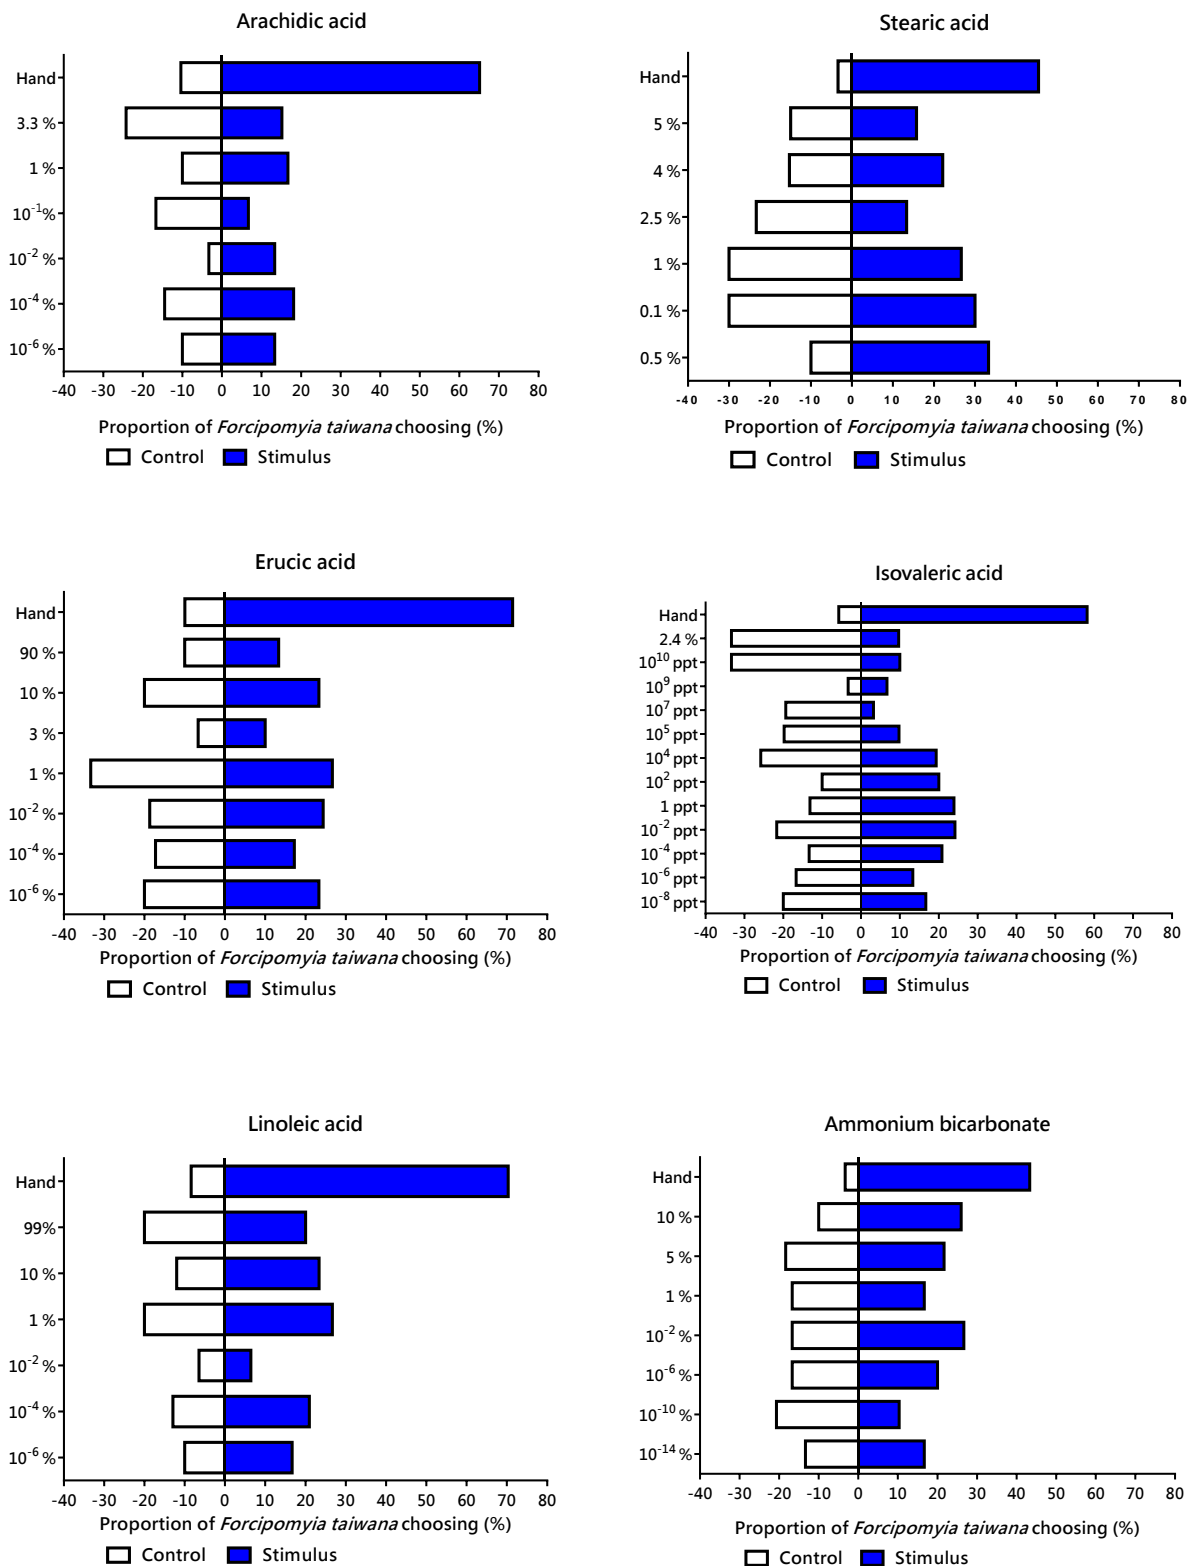 Arachidic acid
Hand
3.3 %
1 %
10⁻¹%
10⁻² %
10⁻⁴ %
10⁻⁶ %
-40 -30 -20 -10 0 10 20 30 40 50 60 70 80
Proportion of Forcipomyia taiwana choosing (%)
Control Stimulus
Stearic acid
Hand
5 %
4 %
2.5 %
1 %
0.1 %
0.5 %
-40 -30 -20 -10 0 10 20 30 40 50 60 70 80
Proportion of Forcipomyia taiwana choosing (%)
Control Stimulus
Erucic acid
Hand
90 %
10 %
3 %
1 %
10⁻² %
10⁻⁴ %
10⁻⁶ %
-40 -30 -20 -10 0 10 20 30 40 50 60 70 80
Proportion of Forcipomyia taiwana choosing (%)
Control Stimulus
Isovaleric acid
Hand
2.4 %
10¹⁰ ppt
10⁹ ppt
10⁷ ppt
10⁵ ppt
10⁴ ppt
10² ppt
1 ppt
10⁻² ppt
10⁻⁴ ppt
10⁻⁶ ppt
10⁻⁸ ppt
-40 -30 -20 -10 0 10 20 30 40 50 60 70 80
Proportion of Forcipomyia taiwana choosing (%)
Control Stimulus
Linoleic acid
Hand
99%
10 %
1 %
10⁻² %
10⁻⁴ %
10⁻⁶ %
-40 -30 -20 -10 0 10 20 30 40 50 60 70 80
Proportion of Forcipomyia taiwana choosing (%)
Control Stimulus
Ammonium bicarbonate
Hand
10 %
5 %
1 %
10⁻² %
10⁻⁶ %
10⁻¹⁰ %
10⁻¹⁴ %
-40 -30 -20 -10 0 10 20 30 40 50 60 70 80
Proportion of Forcipomyia taiwana choosing (%)
Control Stimulus